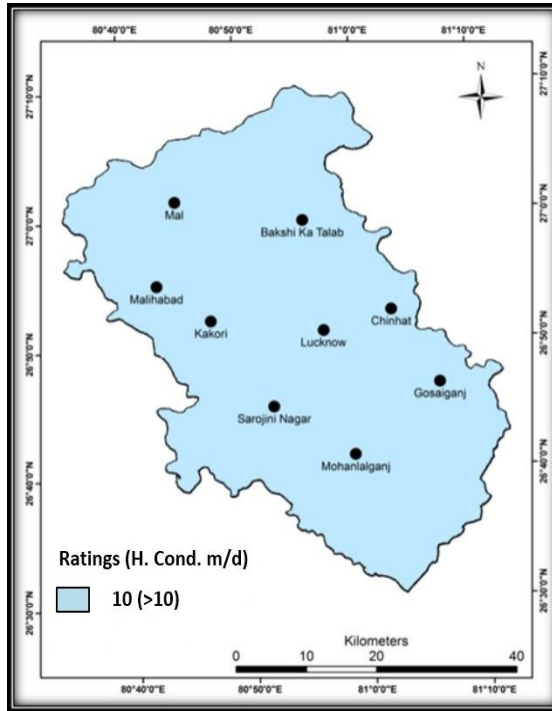 80°40'0"E 80°50'0"E 81°0'0"E 81°10'0"E
N
27°10'0"N
27°10'0"N
Mal
27°0'0"N
27°0'0"N
Bakshi Ka Talab
Malihabad
Chinhat
Kakori
Lucknow
26°50'0"N
26°50'0"N
Gosaiganj
Sarojini Nagar
Mohanlalganj
26°40'0"N
26°40'0"N
Ratings (H. Cond. m/d)
10 (>10)
26°30'0"N
26°30'0"N
Kilometers
0 10 20 40
80°40'0"E 80°50'0"E 81°0'0"E 81°10'0"E